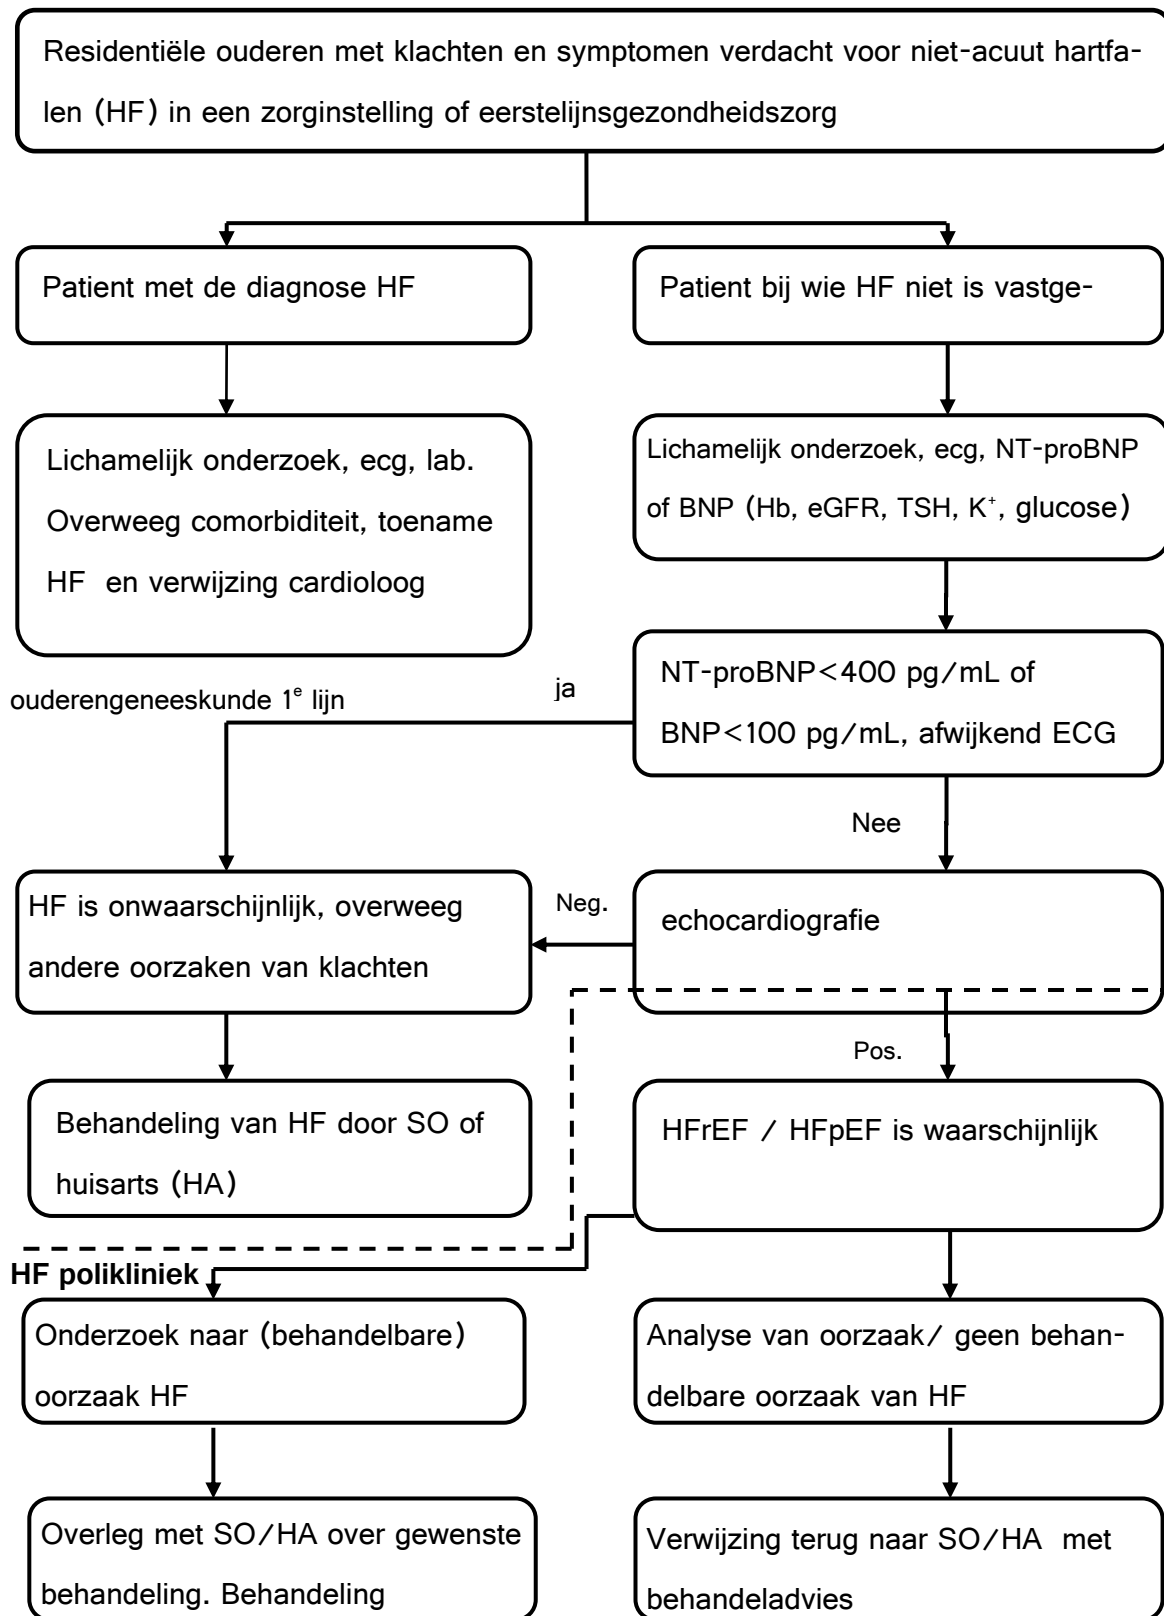 Residentiële ouderen met klachten en symptomen verdacht voor niet-acuut hartfa-
len (HF) in een zorginstelling of eerstelijnsgezondheidszorg
Patient met de diagnose HF
Patient bij wie HF niet is vastge-
Lichamelijk onderzoek, ecg, lab.
Overweeg comorbiditeit, toename
HF en verwijzing cardioloog
Lichamelijk onderzoek, ecg, NT-proBNP
of BNP (Hb, eGFR, TSH, K⁺, glucose)
NT-proBNP<400 pg/mL of
BNP<100 pg/mL, afwijkend ECG
ouderengeneeskunde 1ᵉ lijn
ja
Nee
HF is onwaarschijnlijk, overweeg
andere oorzaken van klachten
Neg.
echocardiografie
Pos.
Behandeling van HF door SO of
huisarts (HA)
HFrEF / HFpEF is waarschijnlijk
HF polikliniek
Onderzoek naar (behandelbare)
oorzaak HF
Analyse van oorzaak/ geen behan-
delbare oorzaak van HF
Overleg met SO/HA over gewenste
behandeling. Behandeling
Verwijzing terug naar SO/HA met
behandeladvies